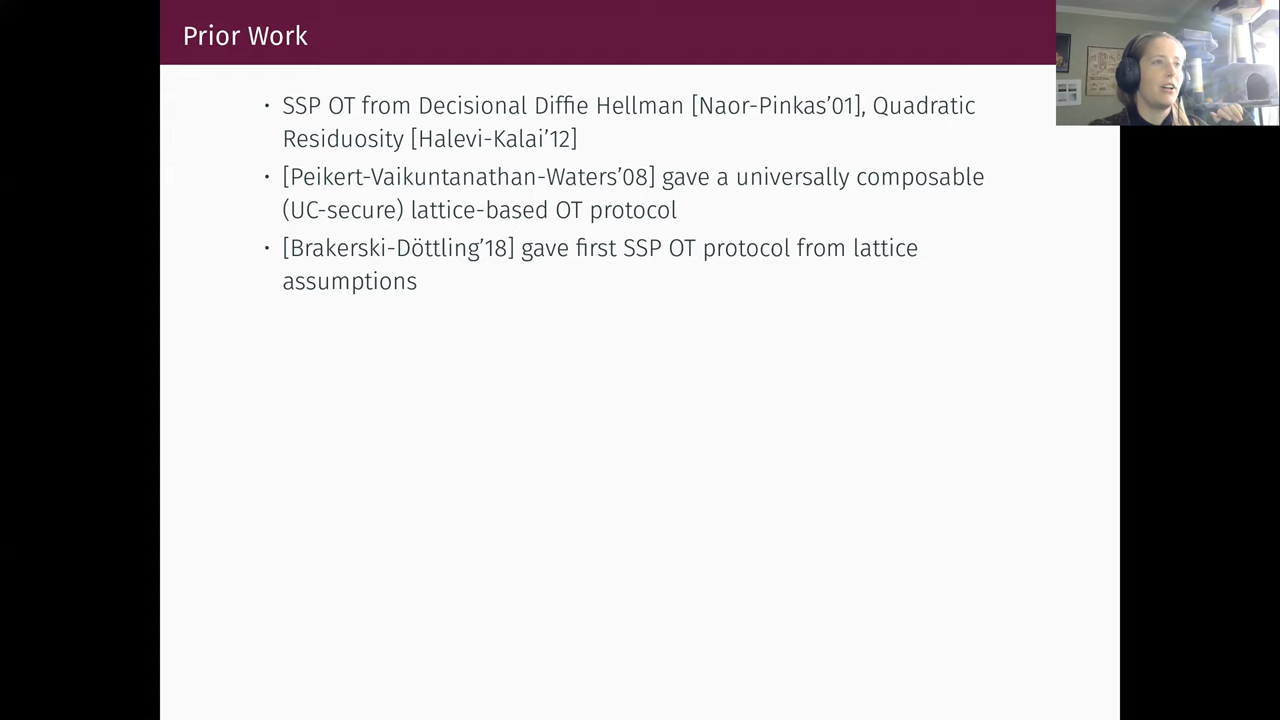 Prior Work
• SSP OT from Decisional Diffie Hellman [Naor-Pinkas’01], Quadratic
Residuosity [Halevi-Kalai’12]
• [Peikert-Vaikuntanathan-Waters’08] gave a universally composable
(UC-secure) lattice-based OT protocol
• [Brakerski-Döttling’18] gave first SSP OT protocol from lattice
assumptions